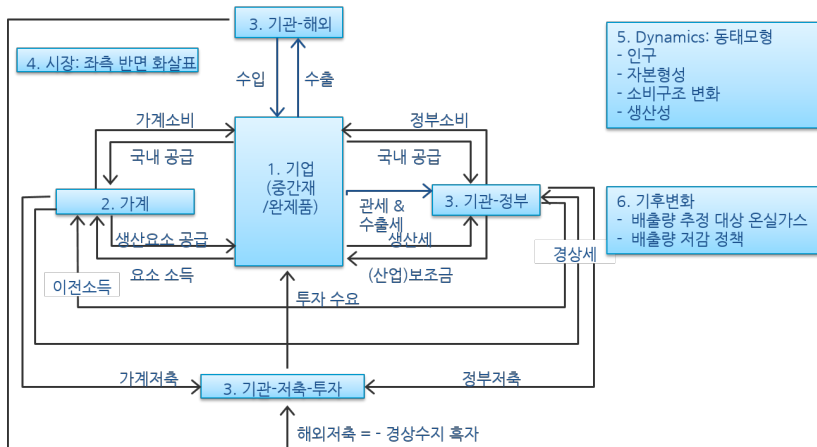 3. 기관-해외
4. 시장: 좌측 반면 화살표
수입
수출
5. Dynamics: 동태모형
- 인구
- 자본형성
- 소비구조 변화
- 생산성
가계소비
정부소비
1. 기업
(중간재
/완제품)
국내 공급
국내 공급
2. 가계
3. 기관-정부
관세 &
수출세
6. 기후변화
- 배출량 추정 대상 온실가스
- 배출량 저감 정책
생산요소 공급
생산세
경상세
요소 소득
(산업)보조금
이전소득
투자 수요
가계저축
3. 기관-저축-투자
정부저축
해외저축 = - 경상수지 흑자